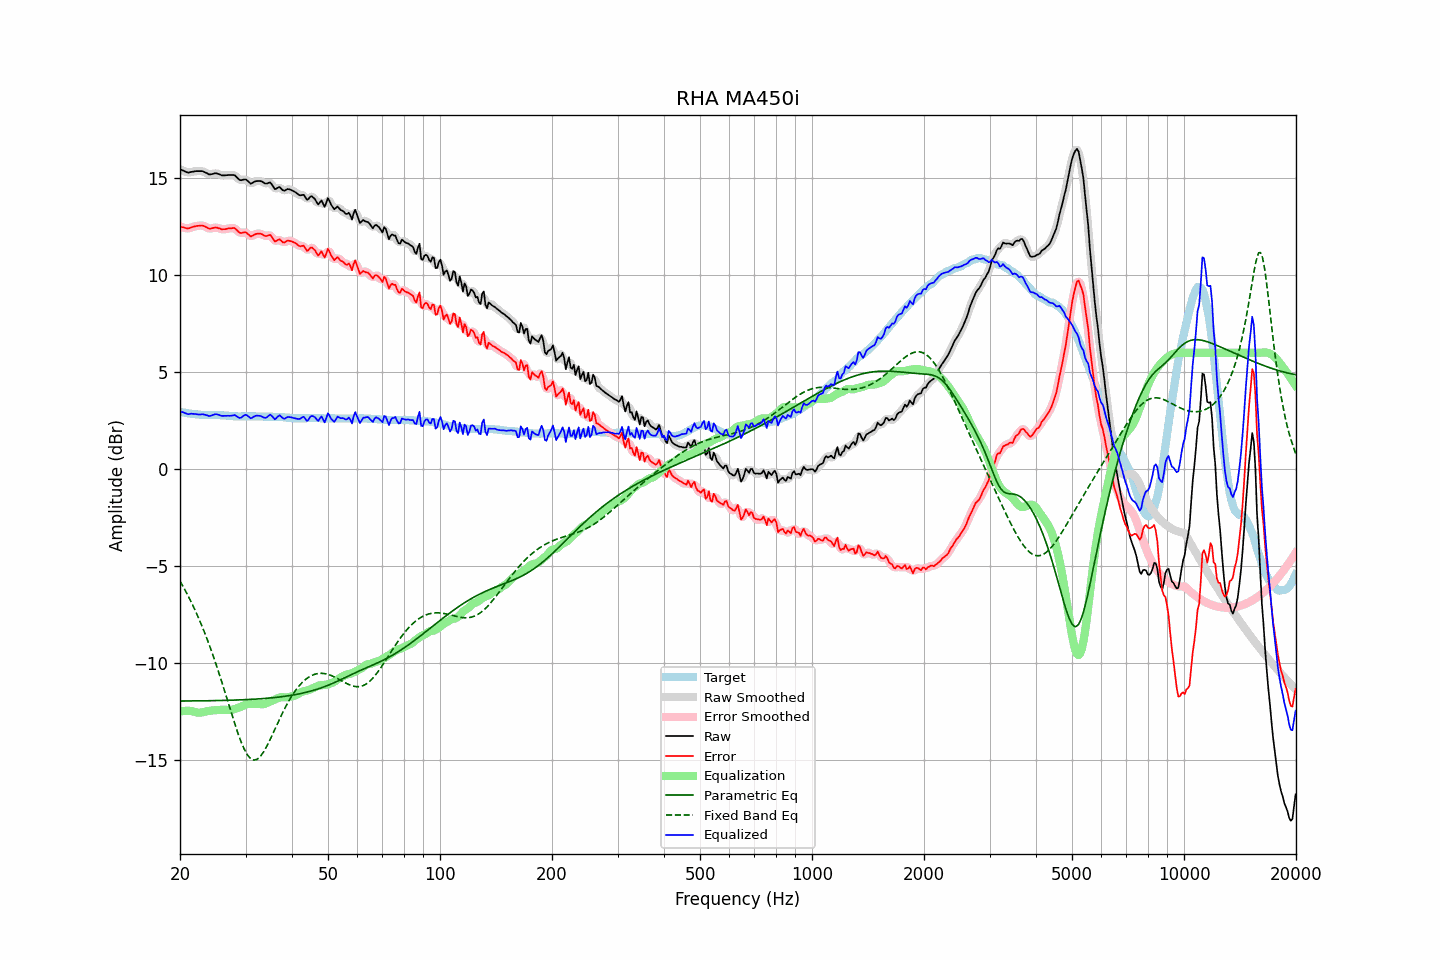 RHA MA450i
Amplitude (dBr)
15
10
5
0
−5
−10
−15
Target
Raw Smoothed
Error Smoothed
Raw
Error
Equalization
Parametric Eq
Fixed Band Eq
Equalized
20 50 100 200 500 1000 2000 5000 10000 20000
Frequency (Hz)